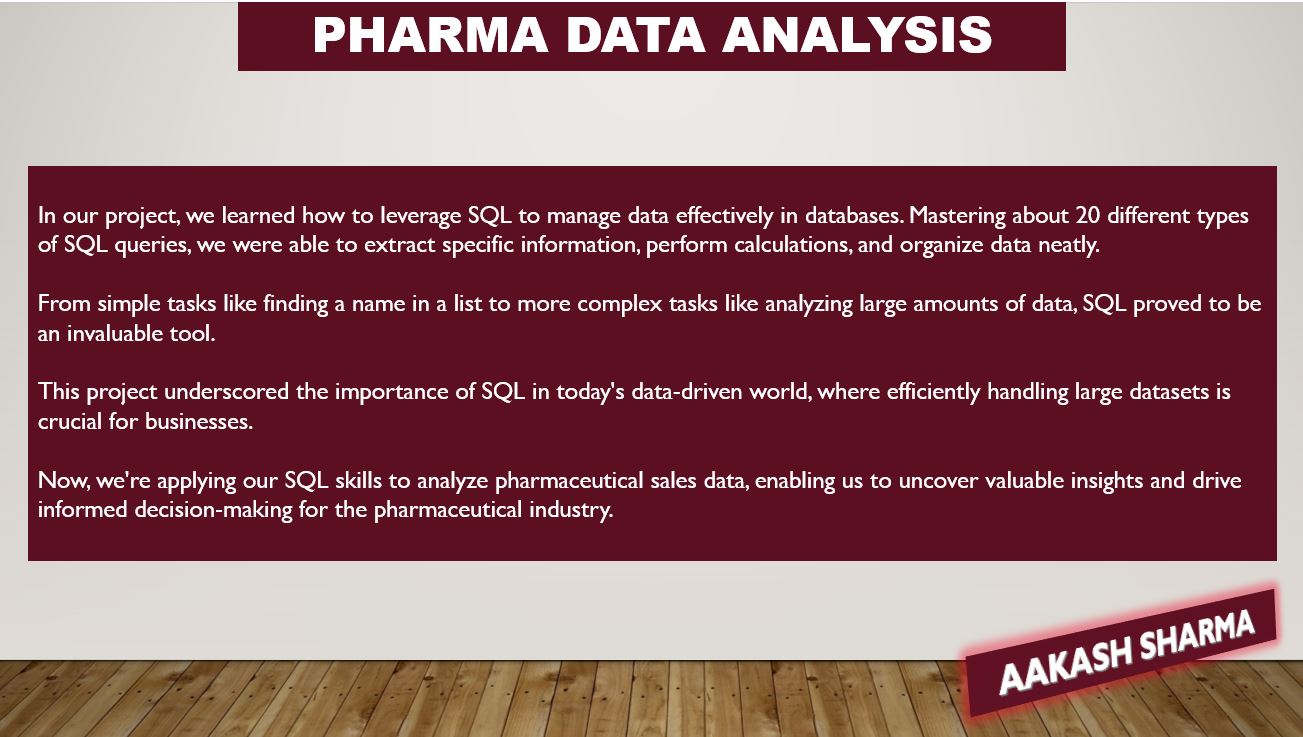 PHARMA DATA ANALYSIS
In our project, we learned how to leverage SQL to manage data effectively in databases. Mastering about 20 different types
of SQL queries, we were able to extract specific information, perform calculations, and organize data neatly.
From simple tasks like finding a name in a list to more complex tasks like analyzing large amounts of data, SQL proved to be
an invaluable tool.
This project underscored the importance of SQL in today's data-driven world, where efficiently handling large datasets is
crucial for businesses.
Now, we're applying our SQL skills to analyze pharmaceutical sales data, enabling us to uncover valuable insights and drive
informed decision-making for the pharmaceutical industry.
AAKASH SHARMA